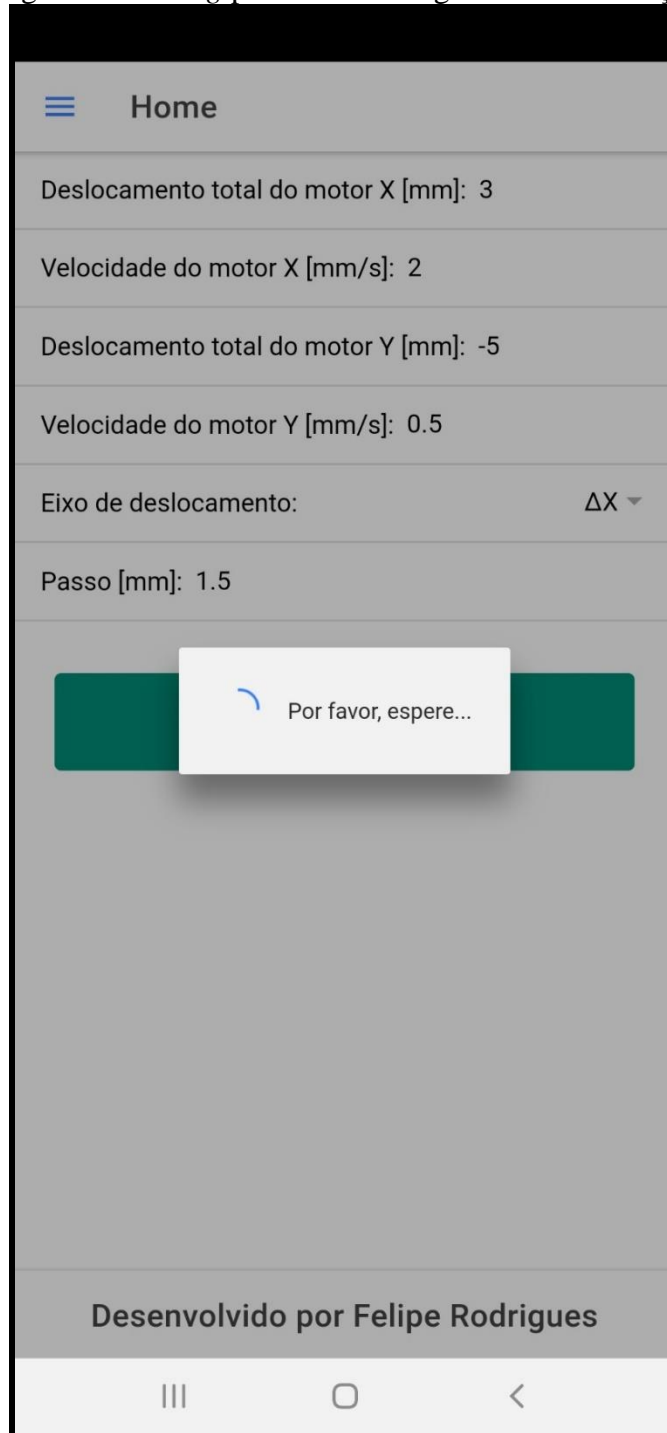 Home
Deslocamento total do motor X [mm]: 3
Velocidade do motor X [mm/s]: 2
Deslocamento total do motor Y [mm]: -5
Velocidade do motor Y [mm/s]: 0.5
Eixo de deslocamento: ΔX
Passo [mm]: 1.5
Por favor, espere...
Desenvolvido por Felipe Rodrigues